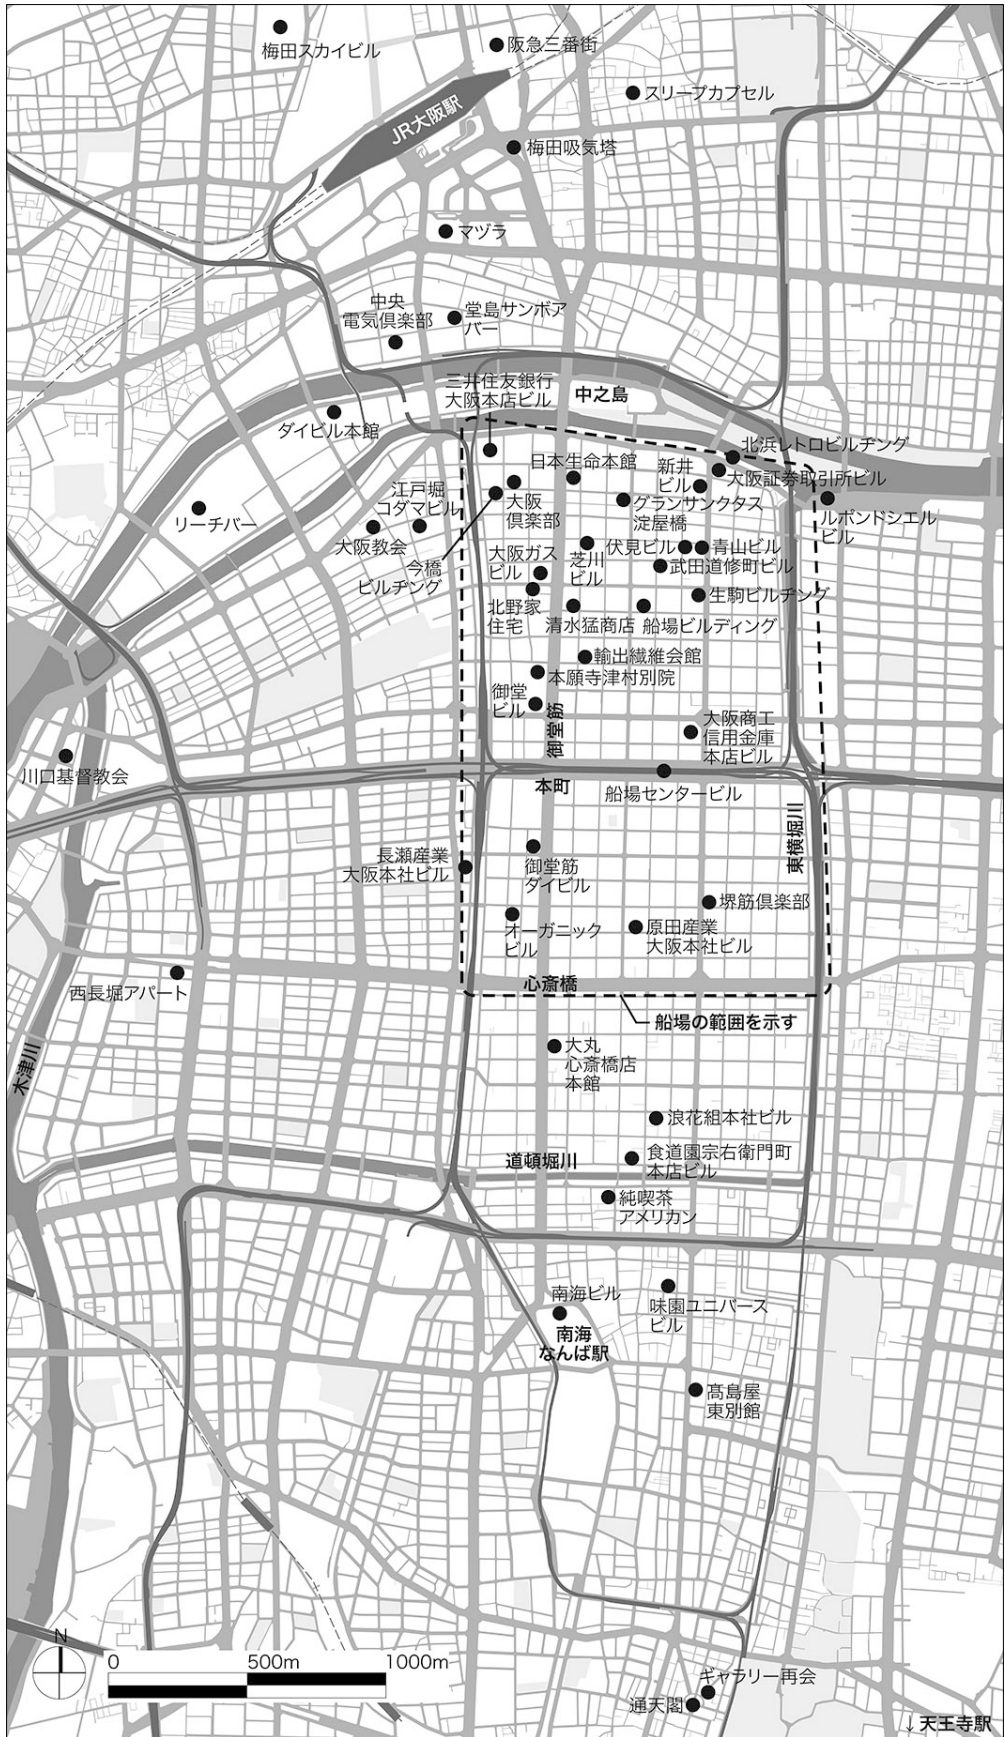 梅田スカイビル
阪急三番街
スリープカプセル
JR大阪駅
梅田吸気塔
マヅラ
中央
電気倶楽部
堂島サンボア
バー
三井住友銀行
大阪本店ビル
中之島
ダイビル本館
北浜レトロビルヂング
日本生命本館
新井
ビル
大阪証券取引所ビル
リーチバー
江戸堀
コダマビル
大阪
倶楽部
グランサンクタス
淀屋橋
ルポンドシエル
ビル
大阪教会
今橋
ビルヂング
大阪ガス
ビル
芝川
ビル
伏見ビル
青山ビル
武田道修町ビル
北野家
住宅
清水猛商店
船場ビルディング
生駒ビルヂング
輸出繊維会館
本願寺津村別院
御堂
ビル
御堂筋
大阪商工
信用金庫
本店ビル
川口基督教会
本町
船場センタービル
東横堀川
長瀬産業
大阪本社ビル
御堂筋
ダイビル
堺筋倶楽部
オーガニック
ビル
原田産業
大阪本社ビル
西長堀アパート
心斎橋
船場の範囲を示す
木津川
大丸
心斎橋店
本館
浪花組本社ビル
道頓堀川
食道園宗右衛門町
本店ビル
純喫茶
アメリカン
南海ビル
味園ユニバース
ビル
南海
なんば駅
髙島屋
東別館
N
0 500m 1000m
ギャラリー再会
通天閣
↓天王寺駅